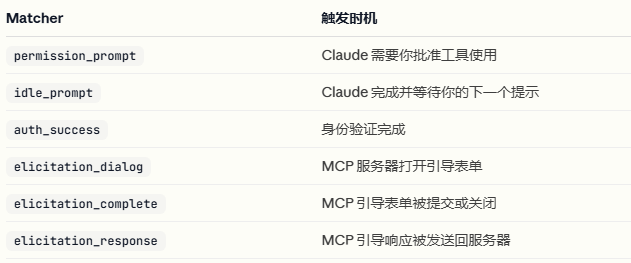 Matcher 触发时机
permission_prompt Claude 需要你批准工具使用
idle_prompt Claude 完成并等待你的下一个提示
auth_success 身份验证完成
elicitation_dialog MCP 服务器打开引导表单
elicitation_complete MCP 引导表单被提交或关闭
elicitation_response MCP 引导响应被发送回服务器